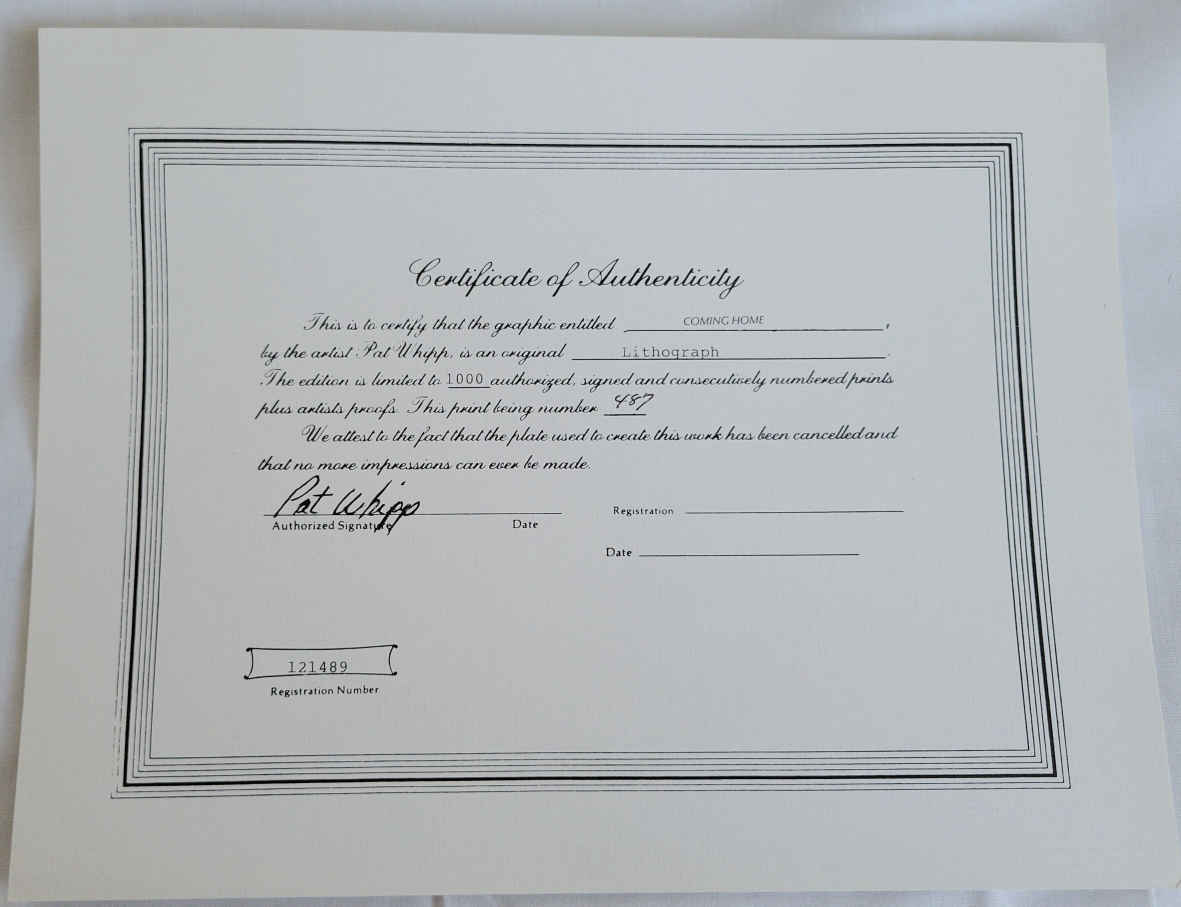 Certificate of Authenticity
This is to certify that the graphic entitled COMING HOME,
by the artist Pat Whipp, is an original Lithograph.
The edition is limited to 1000 authorized, signed and consecutively numbered prints
plus artists proofs. This print being number 487
We attest to the fact that the plate used to create this work has been cancelled and
that no more impressions can ever be made.
Pat Whipp
Authorized Signature Date
Registration
Date
121489
Registration Number